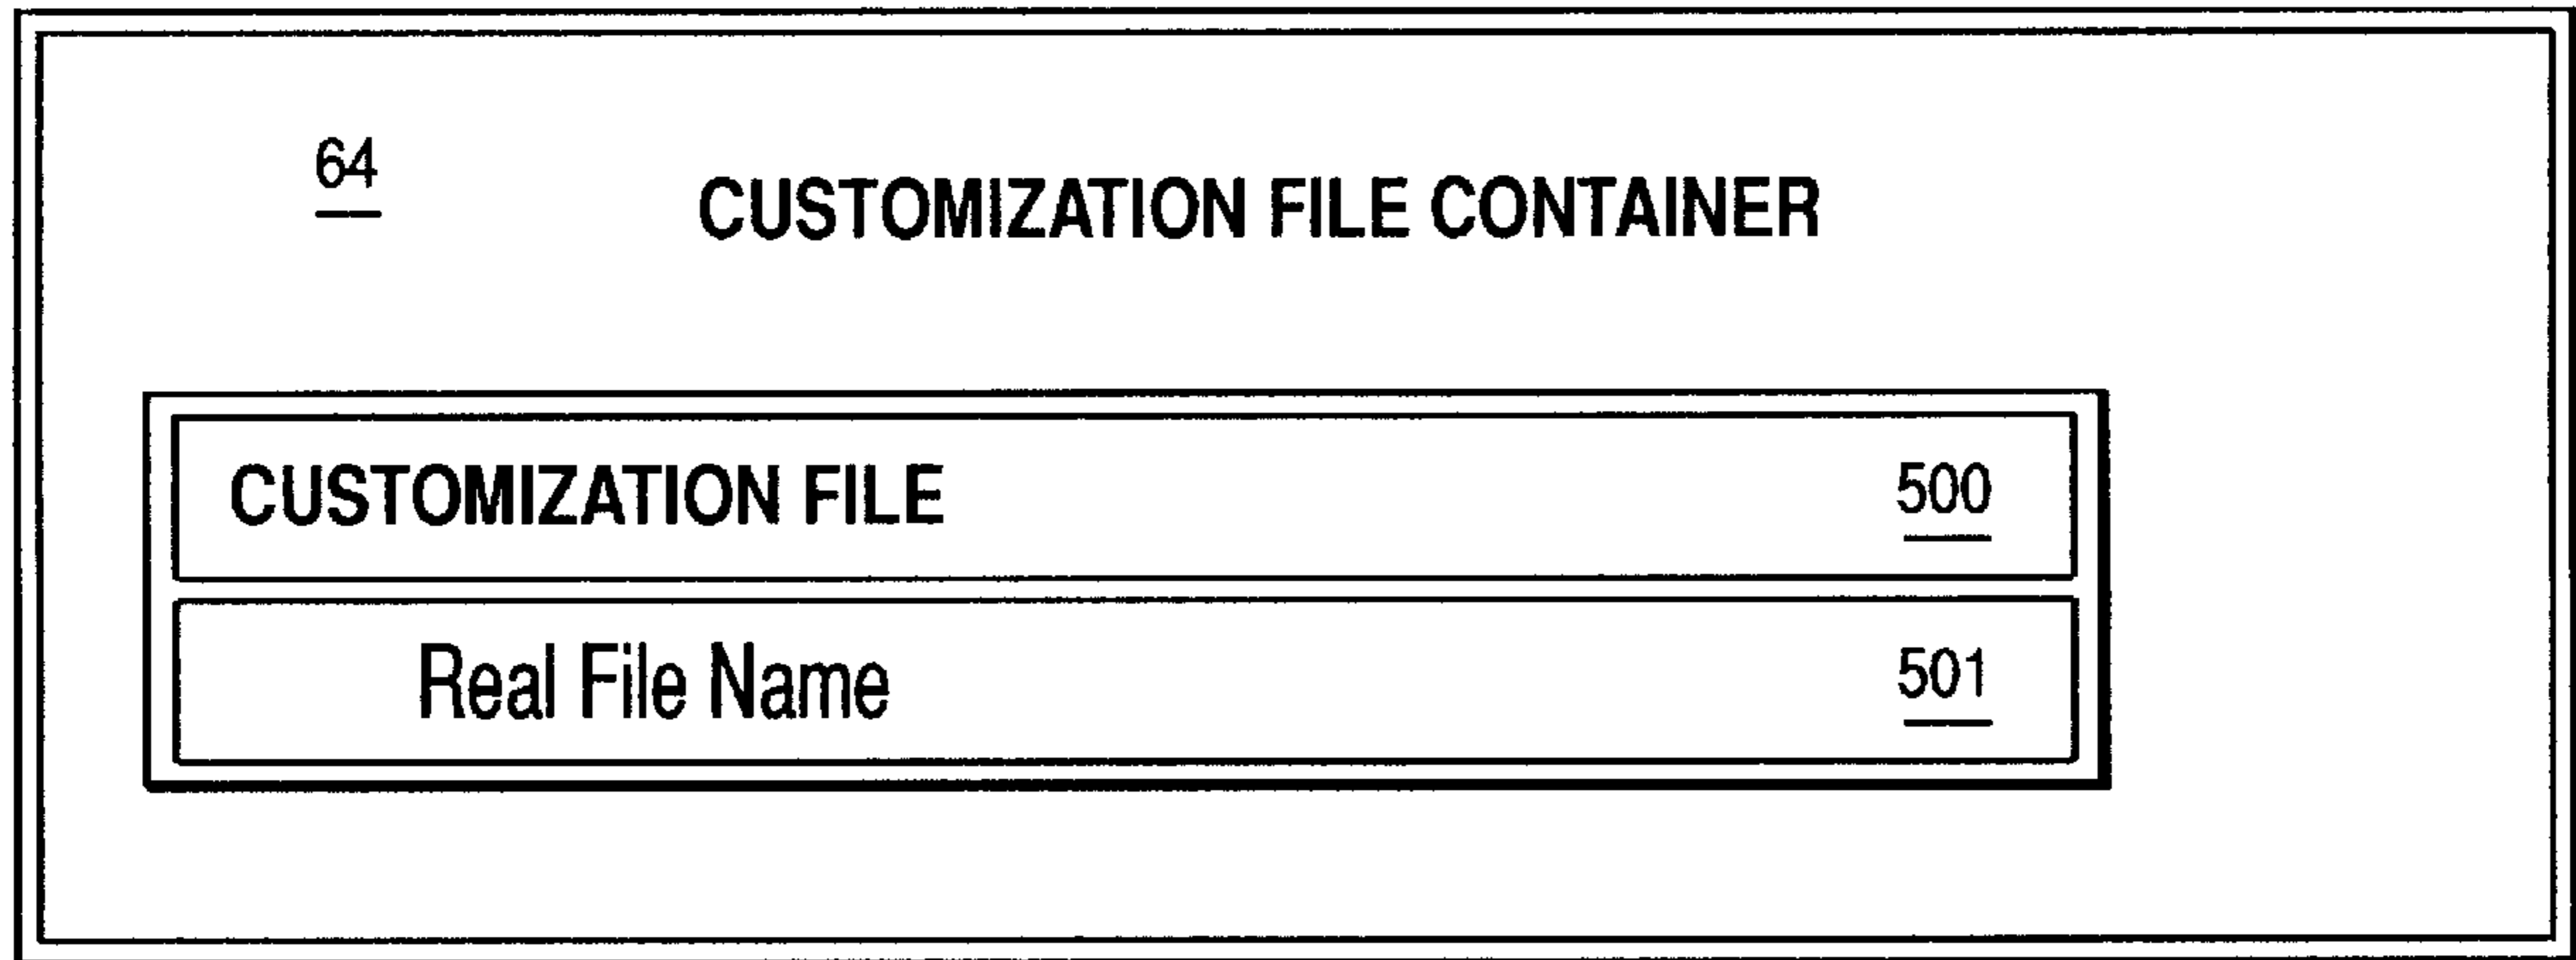 64
CUSTOMIZATION FILE CONTAINER
CUSTOMIZATION FILE 500
Real File Name 501